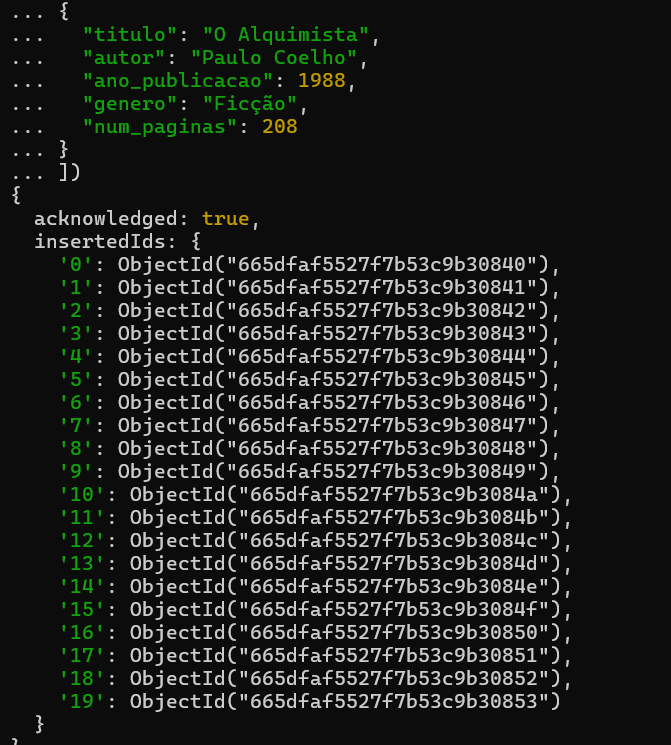 ... {
...   "titulo": "O Alquimista",
...   "autor": "Paulo Coelho",
...   "ano_publicacao": 1988,
...   "genero": "Ficção",
...   "num_paginas": 208
... }
... ])
{
  acknowledged: true,
  insertedIds: {
    '0': ObjectId("665dfaf5527f7b53c9b30840"),
    '1': ObjectId("665dfaf5527f7b53c9b30841"),
    '2': ObjectId("665dfaf5527f7b53c9b30842"),
    '3': ObjectId("665dfaf5527f7b53c9b30843"),
    '4': ObjectId("665dfaf5527f7b53c9b30844"),
    '5': ObjectId("665dfaf5527f7b53c9b30845"),
    '6': ObjectId("665dfaf5527f7b53c9b30846"),
    '7': ObjectId("665dfaf5527f7b53c9b30847"),
    '8': ObjectId("665dfaf5527f7b53c9b30848"),
    '9': ObjectId("665dfaf5527f7b53c9b30849"),
    '10': ObjectId("665dfaf5527f7b53c9b3084a"),
    '11': ObjectId("665dfaf5527f7b53c9b3084b"),
    '12': ObjectId("665dfaf5527f7b53c9b3084c"),
    '13': ObjectId("665dfaf5527f7b53c9b3084d"),
    '14': ObjectId("665dfaf5527f7b53c9b3084e"),
    '15': ObjectId("665dfaf5527f7b53c9b3084f"),
    '16': ObjectId("665dfaf5527f7b53c9b30850"),
    '17': ObjectId("665dfaf5527f7b53c9b30851"),
    '18': ObjectId("665dfaf5527f7b53c9b30852"),
    '19': ObjectId("665dfaf5527f7b53c9b30853")
  }
}